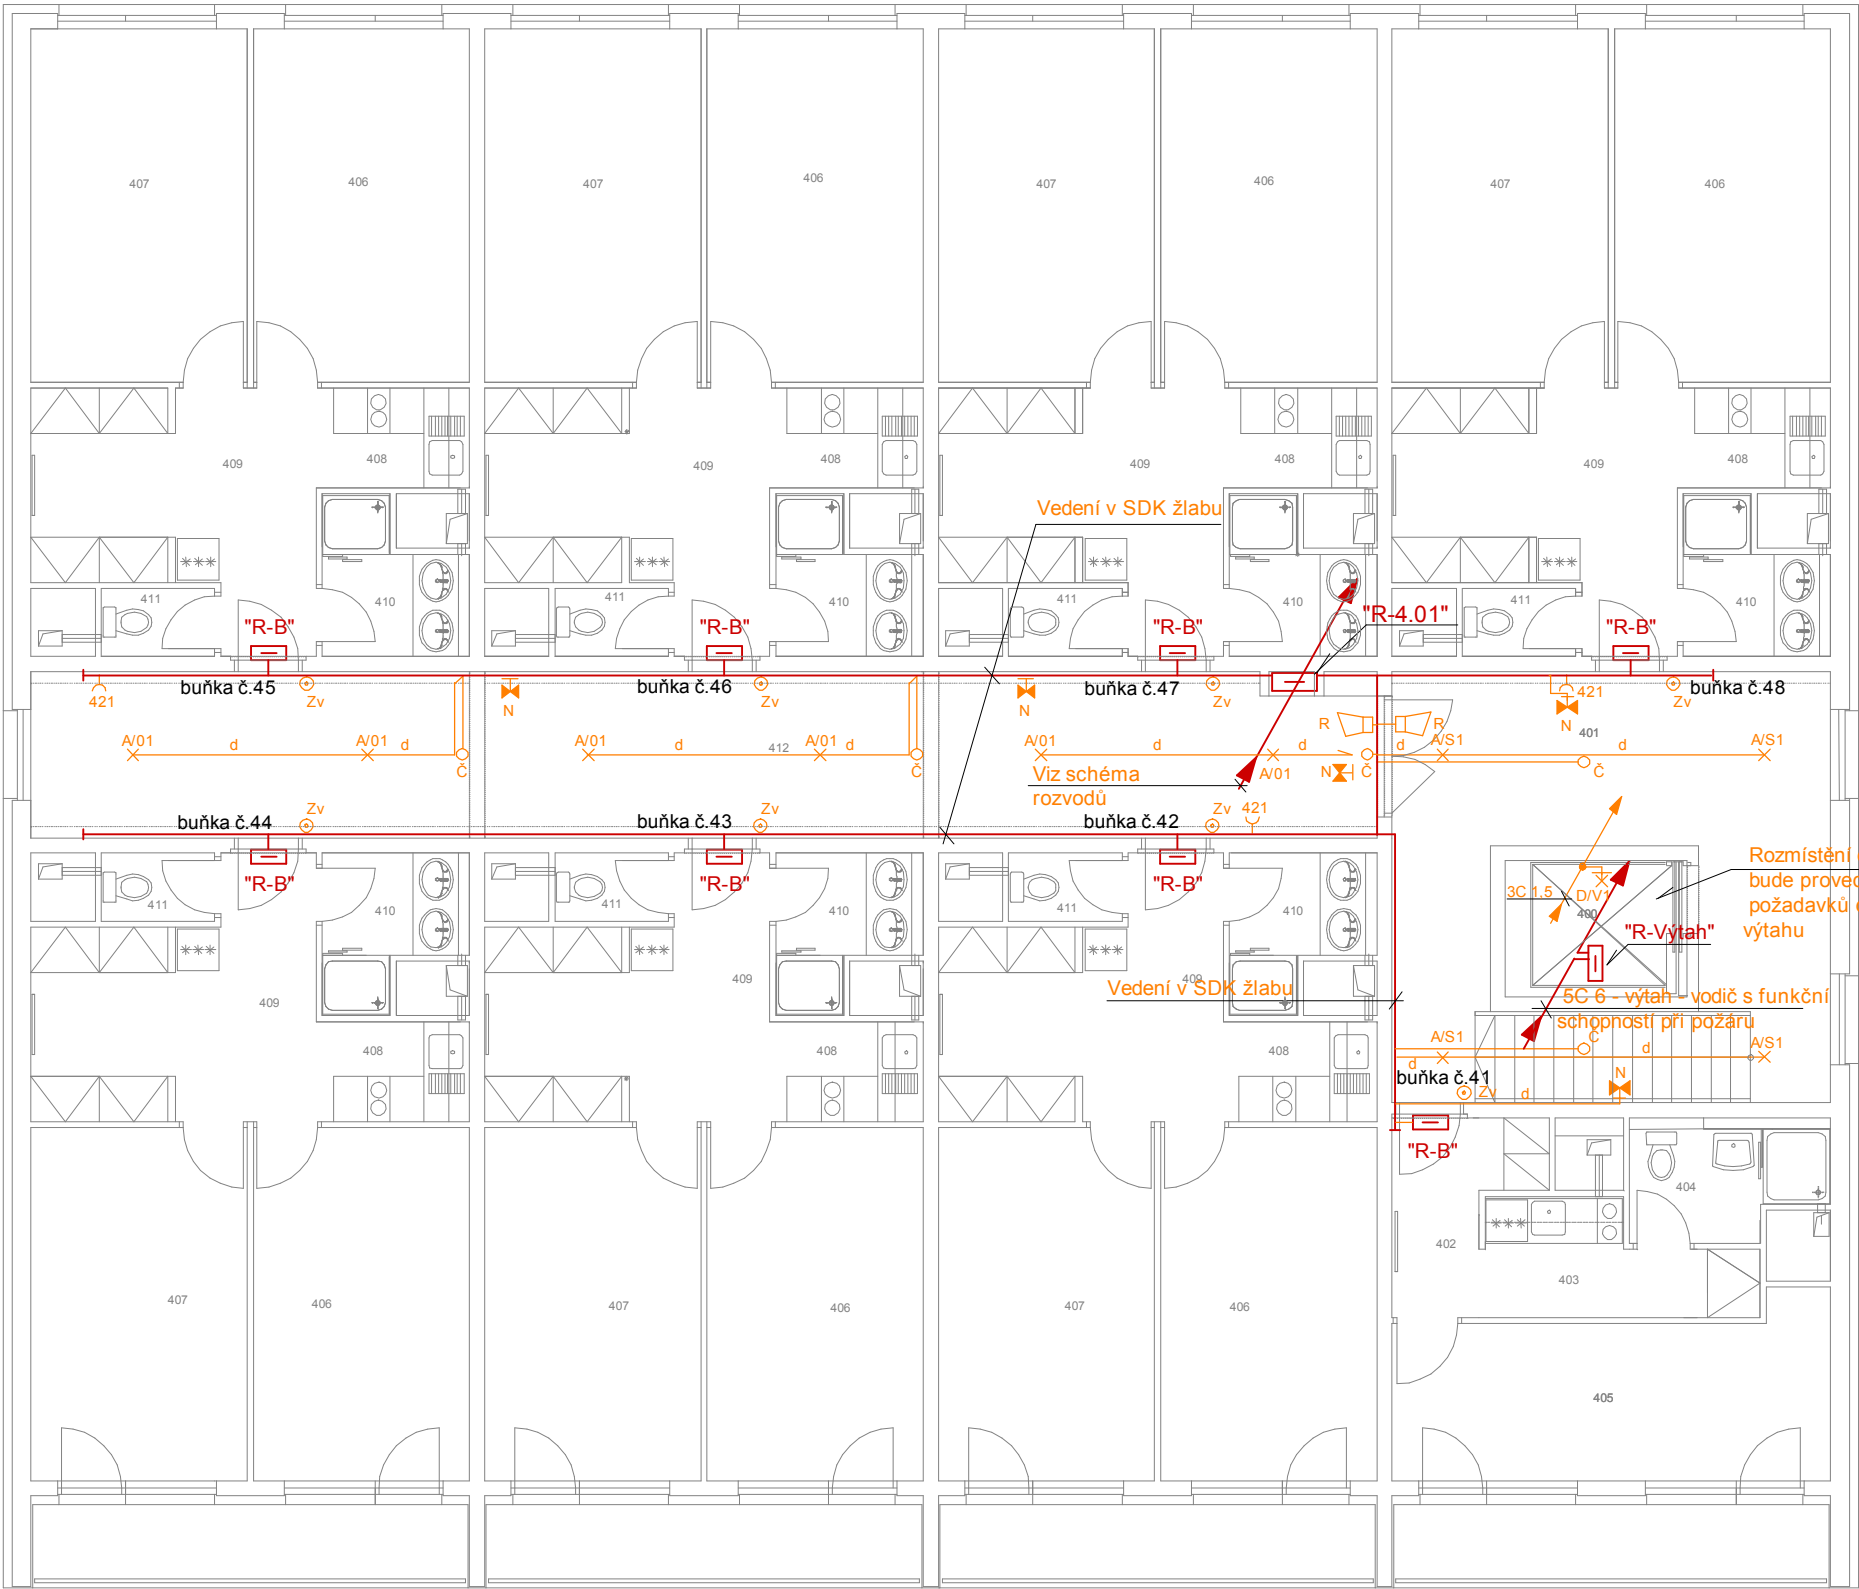 407
406
407
406
407
406
407
406
409
408
409
408
409
408
409
408
Vedení v SDK žlabu
411
410
411
410
411
410
411
410
"R-B"
"R-B"
"R-B"
"R-4.01"
"R-B"
buňka č.45
Zv
buňka č.46
Zv
buňka č.47
Zv
buňka č.48
Zv
421
N
N
421
N
R
R
401
A/01
d
A/01
d
Č
A/01
d
412
A/01
d
Č
A/01
d
A/01
d
N
Č
d
A/S1
d
A/S1
Č
Viz schéma
rozvodů
buňka č.44
Zv
buňka č.43
Zv
buňka č.42
Zv
421
"R-B"
"R-B"
"R-B"
411
410
411
410
411
410
3C 1.5
D/V1
400
Rozmístění
bude proved
požadavků
výtahu
"R-Výtah"
409
409
409
Vedení v SDK žlabu
5C 6 - výtah - vodič s funkční
schopností při požáru
408
408
408
A/S1
Č
d
A/S1
d
buňka č.41
Zv
d
N
"R-B"
404
402
403
407
406
407
406
407
406
405